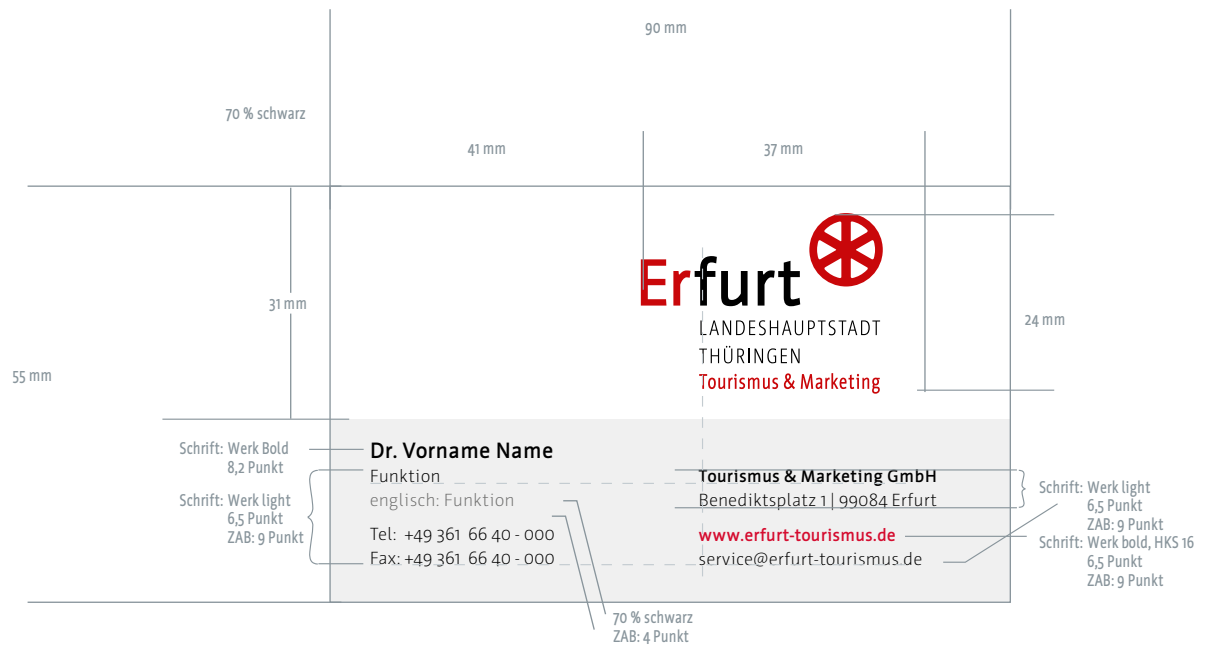 90 mm
70 % schwarz
41 mm
37 mm
31 mm
55 mm
24 mm
Erfurt
LANDESHAUPTSTADT
THÜRINGEN
Tourismus & Marketing
Schrift: Werk Bold
8,2 Punkt
Schrift: Werk light
6,5 Punkt
ZAB: 9 Punkt
Dr. Vorname Name
Funktion
englisch: Funktion
Tel: +49 361 66 40 - 000
Fax: +49 361 66 40 - 000
Tourismus & Marketing GmbH
Benediktsplatz 1 | 99084 Erfurt
www.erfurt-tourismus.de
service@erfurt-tourismus.de
Schrift: Werk light
6,5 Punkt
ZAB: 9 Punkt
Schrift: Werk bold, HKS 16
6,5 Punkt
ZAB: 9 Punkt
70 % schwarz
ZAB: 4 Punkt